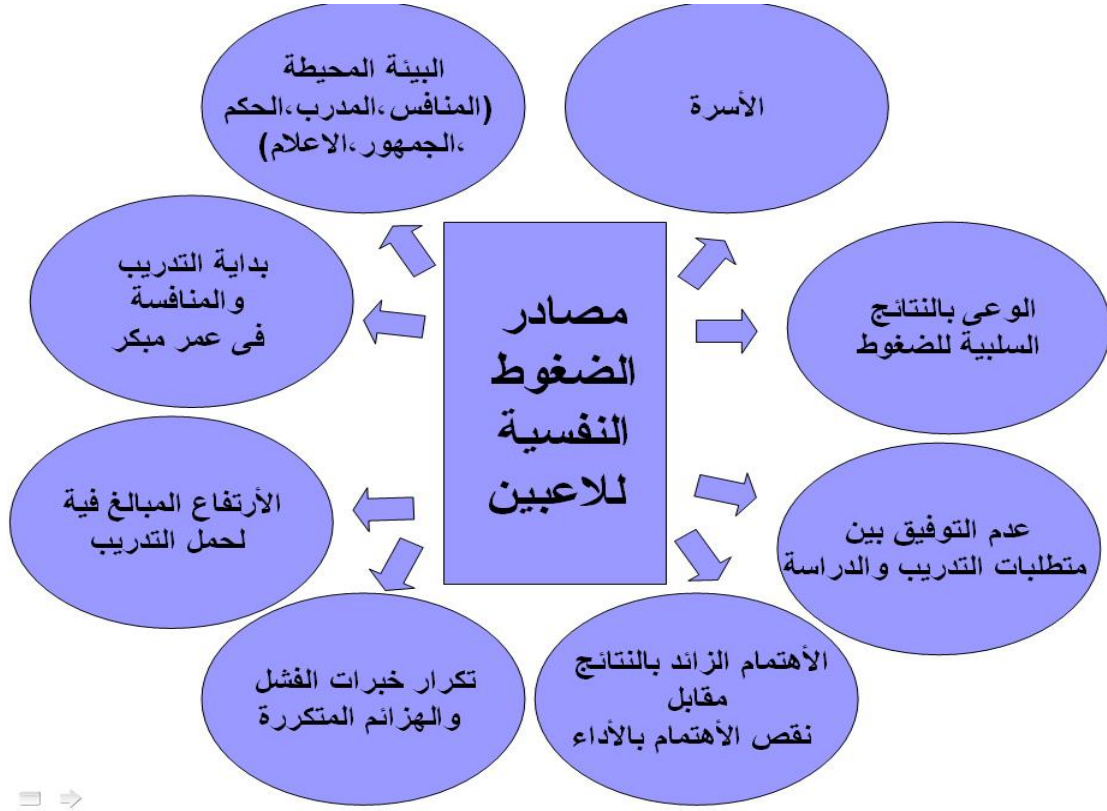 مصادر
الضغوط
النفسية
للاعبين
الأسرة
الوعى بالنتائج
السلبية للضغوط
عدم التوفيق بين
متطلبات التدريب والدراسة
الأهتمام الزائد بالنتائج
مقابل
نقص الأهتمام بالأداء
تكرار خبرات الفشل
والهزائم المتكررة
الأرتفاع المبالغ فية
لحمل التدريب
بداية التدريب
والمنافسة
فى عمر مبكر
البيئة المحيطة
(المنافس،المدرب،الحكم
،الجمهور،الاعلام)